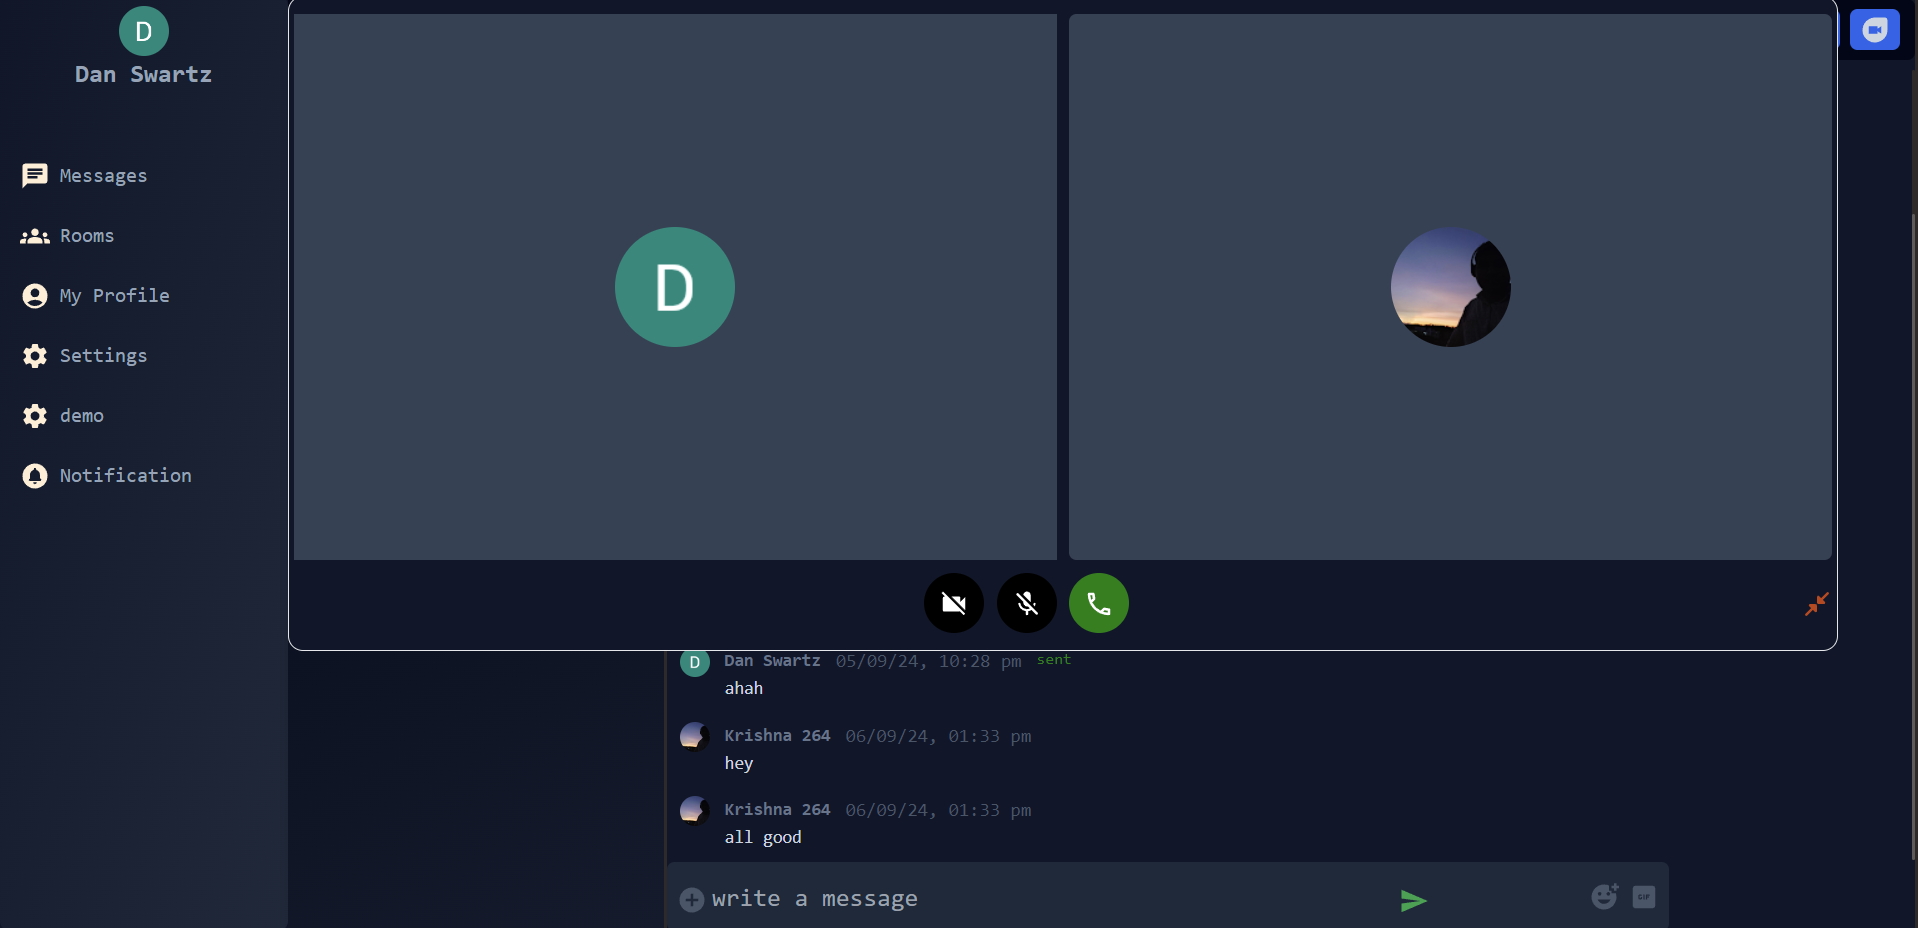 D
Dan Swartz
Messages
Rooms
My Profile
Settings
demo
Notification
D
D Dan Swartz 05/09/24, 10:28 pm sent
ahah
Krishna 264 06/09/24, 01:33 pm
hey
Krishna 264 06/09/24, 01:33 pm
all good
write a message
GIF